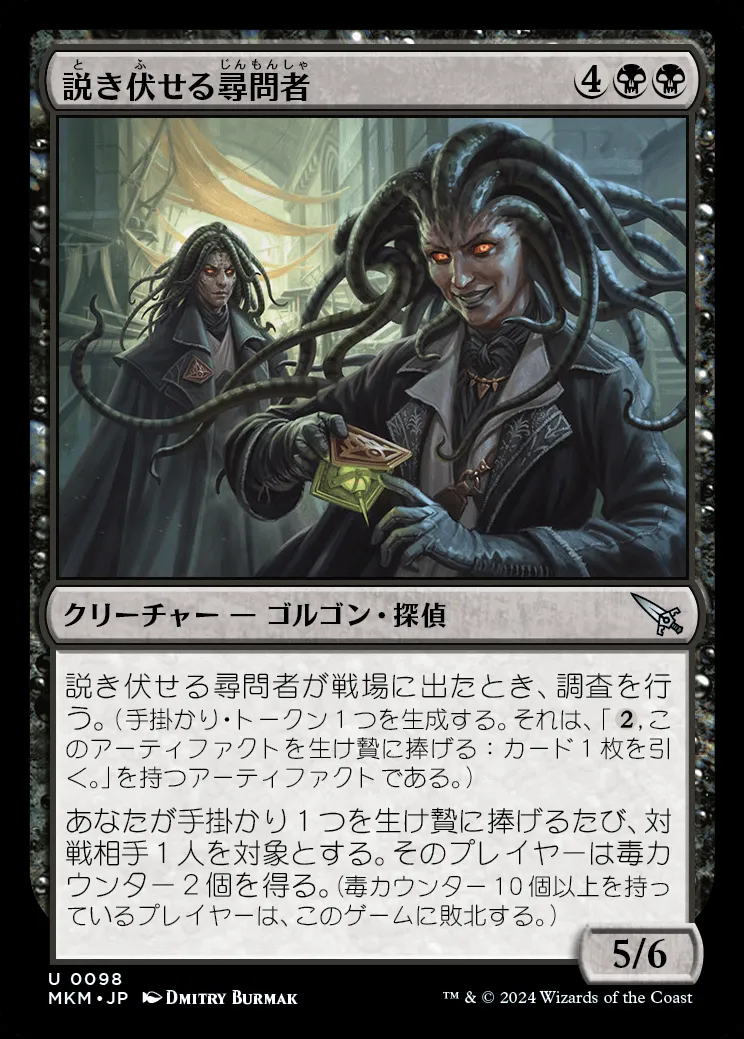 説き伏せる尋問者
と ふ じんもんしゃ
4
クリーチャー — ゴルゴン・探偵
説き伏せる尋問者が戦場に出たとき、調査を行
う。(手掛かり・トークン1つを生成する。それは、「2,こ
のアーティファクトを生け贄に捧げる:カード1枚を引
く。」を持つアーティファクトである。)
あなたが手掛かり1つを生け贄に捧げるたび、対
戦相手1人を対象とする。そのプレイヤーは毒カ
ウンター2個を得る。(毒カウンター10個以上を持っ
ているプレイヤーは、このゲームに敗北する。)
5/6
U 0098
MKM • JP Dmitry Burmak
™ & © 2024 Wizards of the Coast